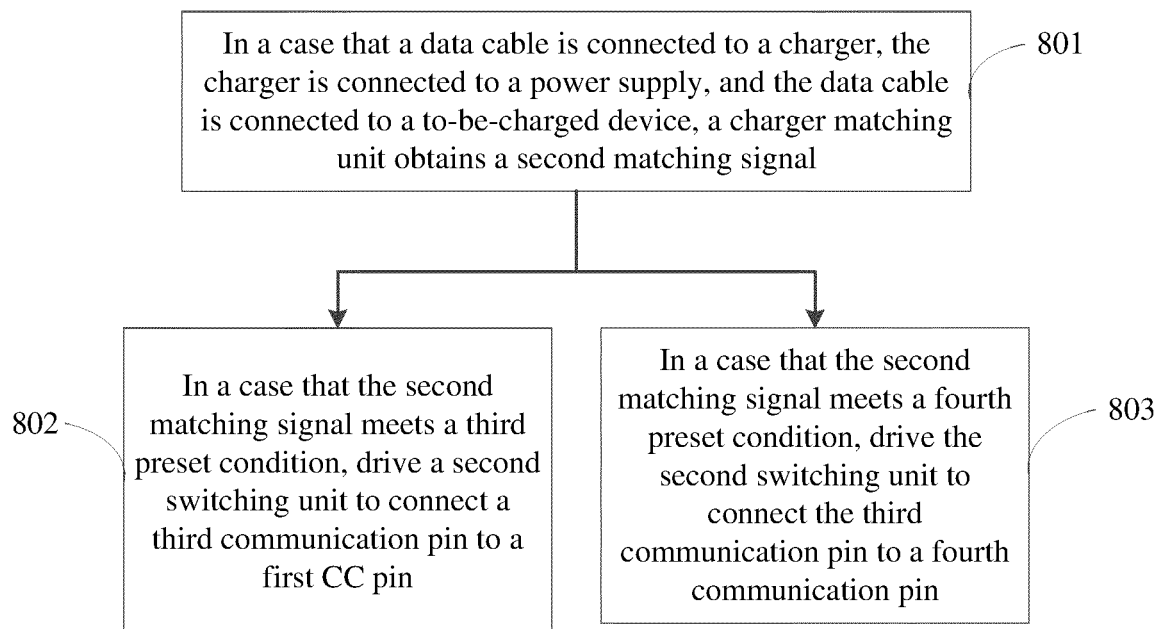 In a case that a data cable is connected to a charger, the
charger is connected to a power supply, and the data cable
is connected to a to-be-charged device, a charger matching
unit obtains a second matching signal
801
In a case that the second
matching signal meets a third
preset condition, drive a second
switching unit to connect a
third communication pin to a
first CC pin
802
In a case that the second
matching signal meets a fourth
preset condition, drive the
second switching unit to
connect the third
communication pin to a fourth
communication pin
803